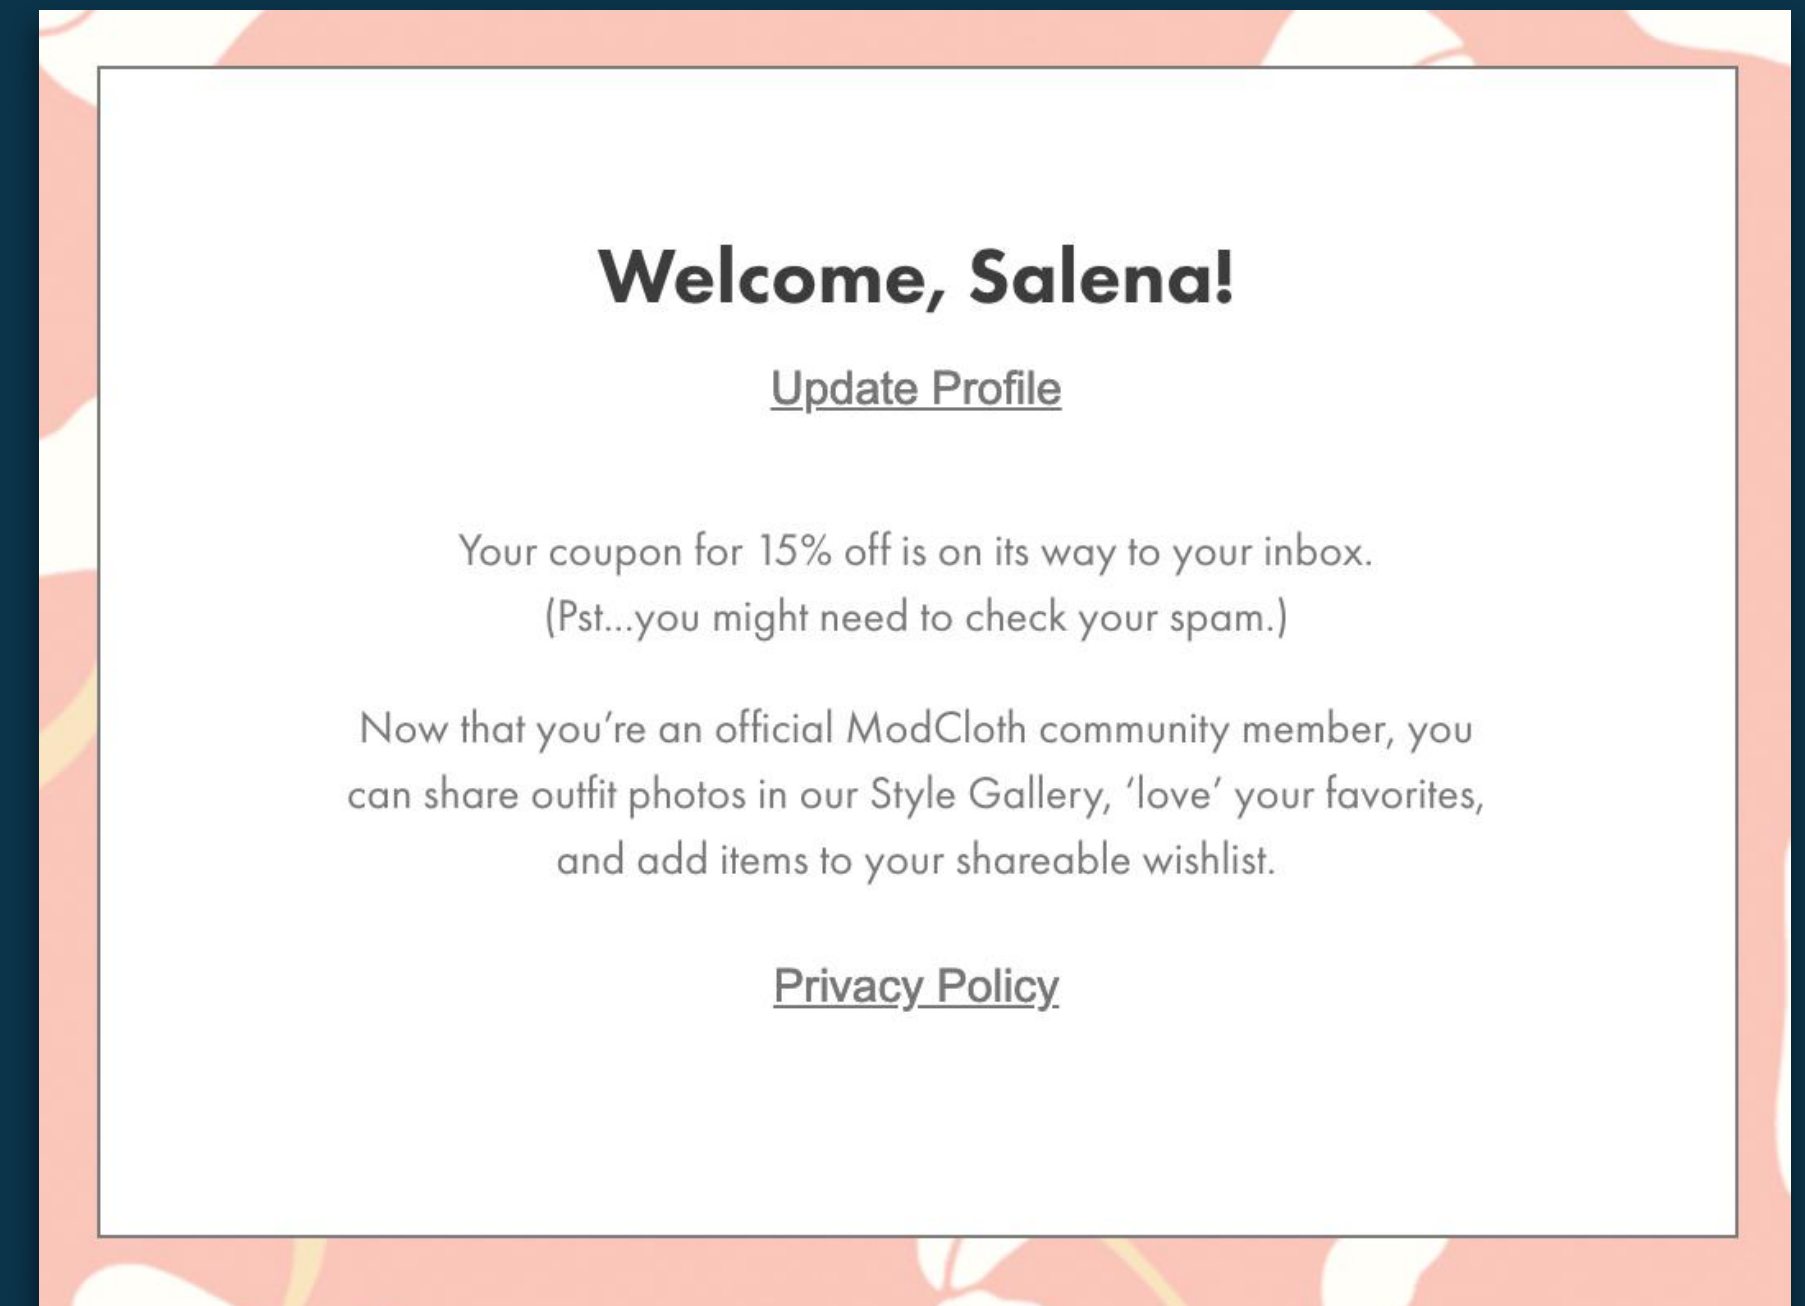 Welcome, Salena!
Update Profile
Your coupon for 15% off is on its way to your inbox.
(Pst...you might need to check your spam.)
Now that you’re an official ModCloth community member, you
can share outfit photos in our Style Gallery, ‘love’ your favorites,
and add items to your shareable wishlist.
Privacy Policy